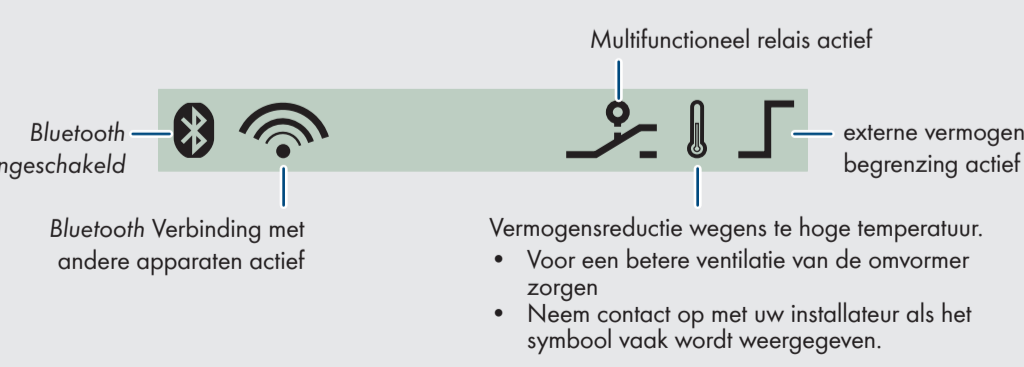 Multifunctioneel relais actief
Bluetooth
externe vermogen
begrenzing actief
Bluetooth Verbinding met
andere apparaten actief
Vermogensreductie wegens te hoge temperatuur.
• Voor een betere ventilatie van de omvormer
zorgen
• Neem contact op met uw installateur als het
symbool vaak wordt weergegeven.